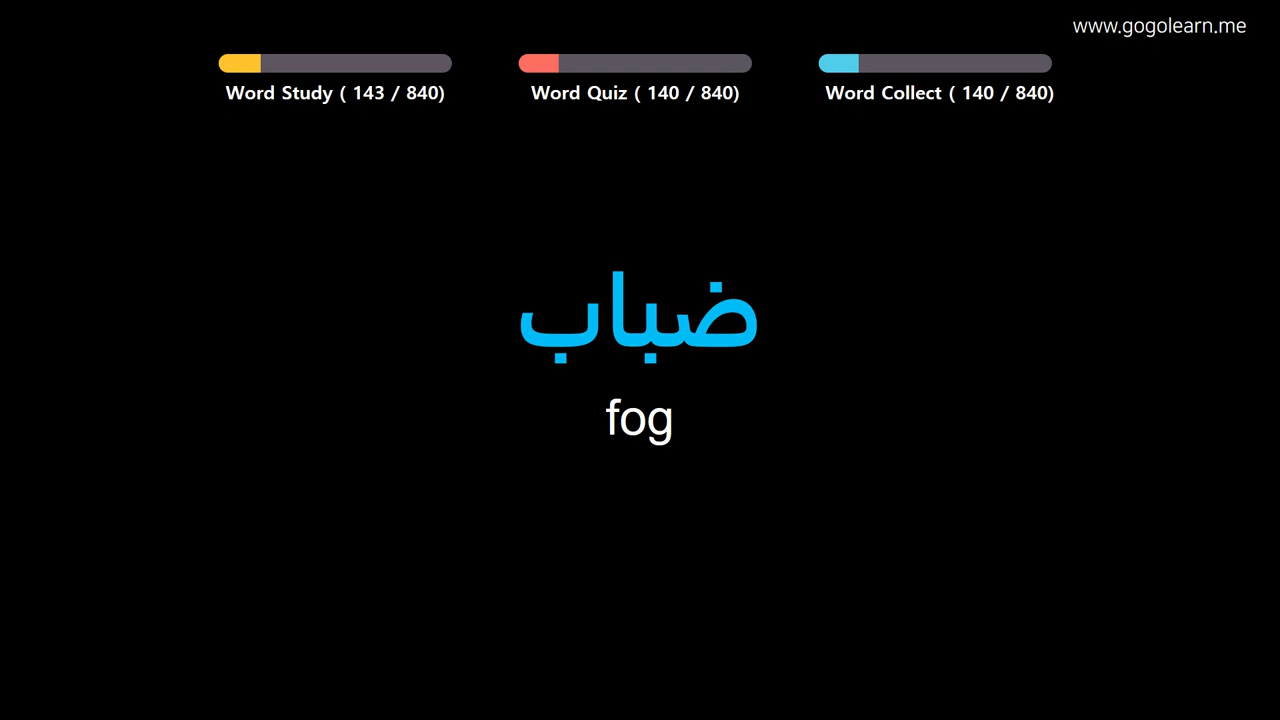 www.gogolearn.me
Word Study ( 143 / 840)
Word Quiz ( 140 / 840)
Word Collect ( 140 / 840)
ضباب
fog